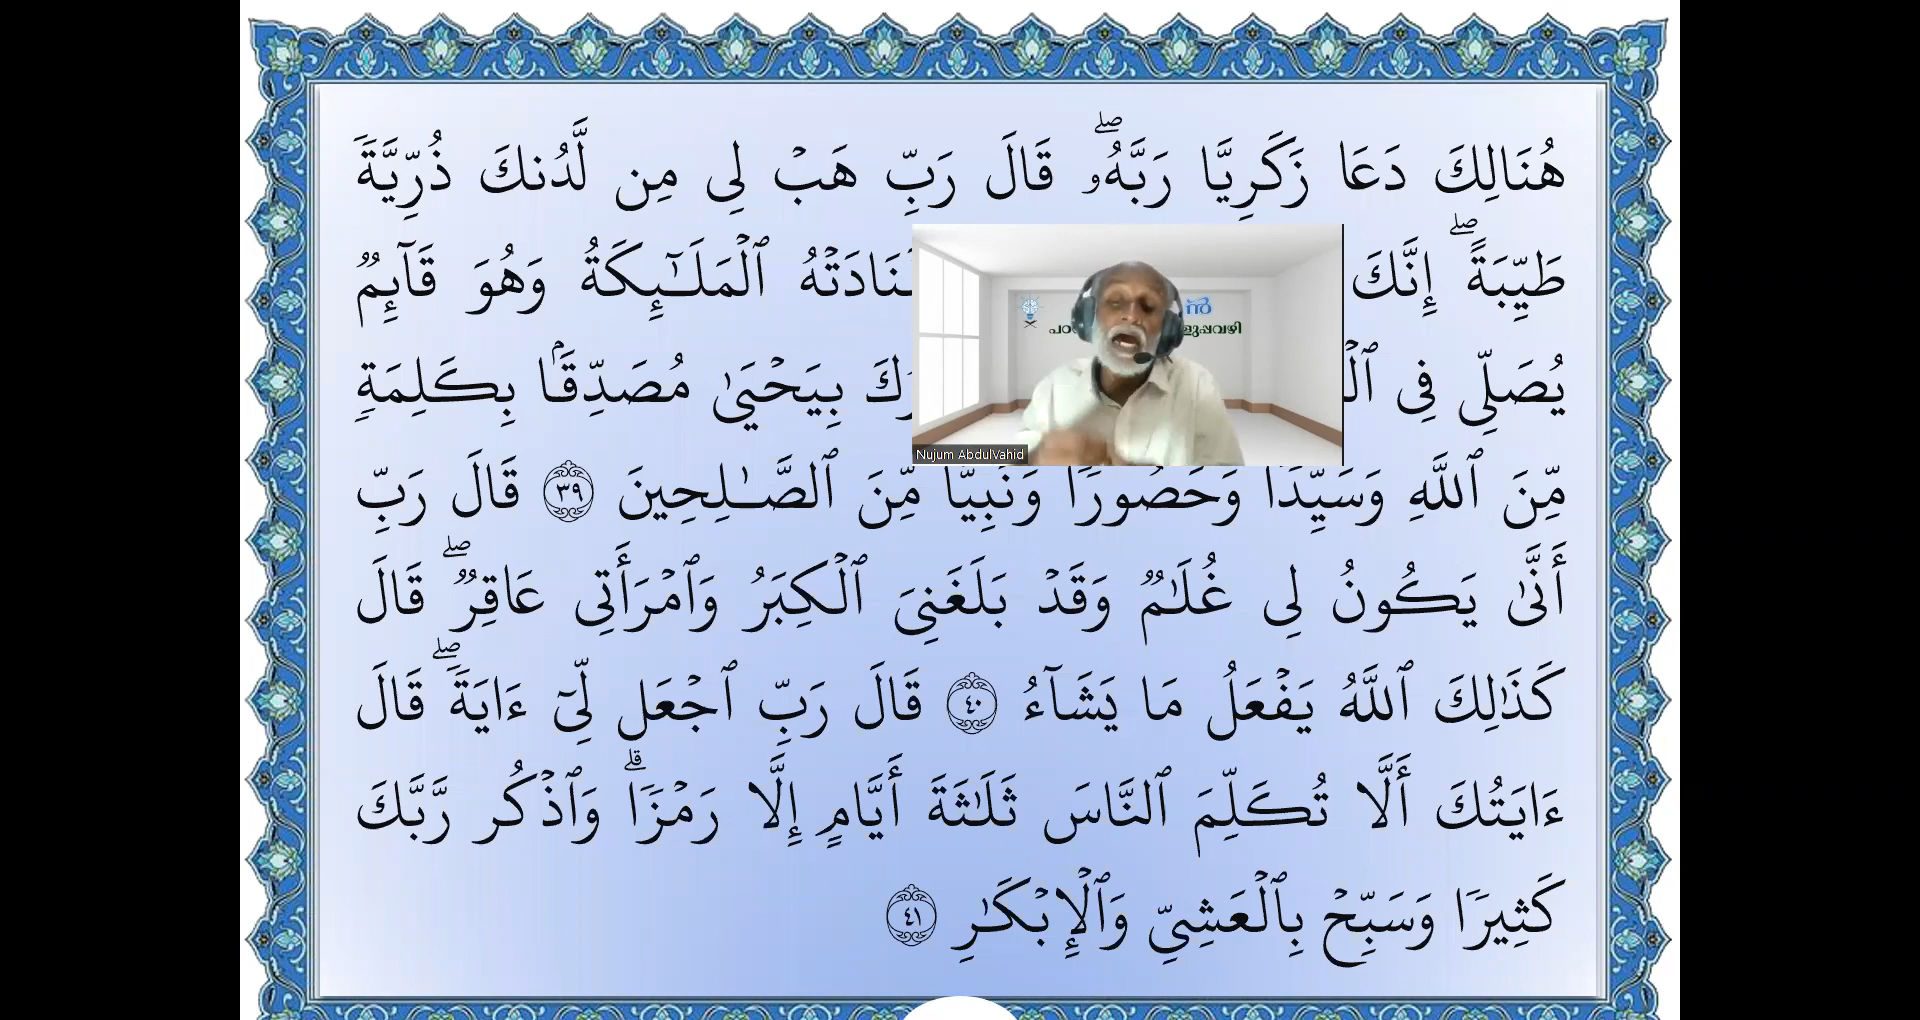 هُنَالِكَ دَعَا زَكَرِيَّا رَبَّهُۥۖ قَالَ رَبِّ هَبْ لِى مِن لَّدُنكَ ذُرِّيَّةً
طَيِّبَةًۖ إِنَّكَ نَادَتْهُ ٱلْمَلَـٰٓئِكَةُ وَهُوَ قَآئِمٌ
يُصَلِّى فِى بِيَحْيَىٰ مُصَدِّقًۢا بِكَلِمَةٍ
مِّنَ ٱللَّهِ وَسَيِّدًا وَحَصُورًا وَنَبِيًّا مِّنَ ٱلصَّـٰلِحِينَ ٣٩ قَالَ رَبِّ
أَنَّىٰ يَكُونُ لِى غُلَـٰمٌ وَقَدْ بَلَغَنِىَ ٱلْكِبَرُ وَٱمْرَأَتِى عَاقِرٌۖ قَالَ
كَذَٰلِكَ ٱللَّهُ يَفْعَلُ مَا يَشَآءُ ٤٠ قَالَ رَبِّ ٱجْعَل لِّىٓ ءَايَةًۖ قَالَ
ءَايَتُكَ أَلَّا تُكَلِّمَ ٱلنَّاسَ ثَلَـٰثَةَ أَيَّامٍ إِلَّا رَمْزًاۗ وَٱذْكُر رَّبَّكَ
كَثِيرًا وَسَبِّحْ بِٱلْعَشِىِّ وَٱلْإِبْكَـٰرِ ٤١
Nujum AbdulVahid